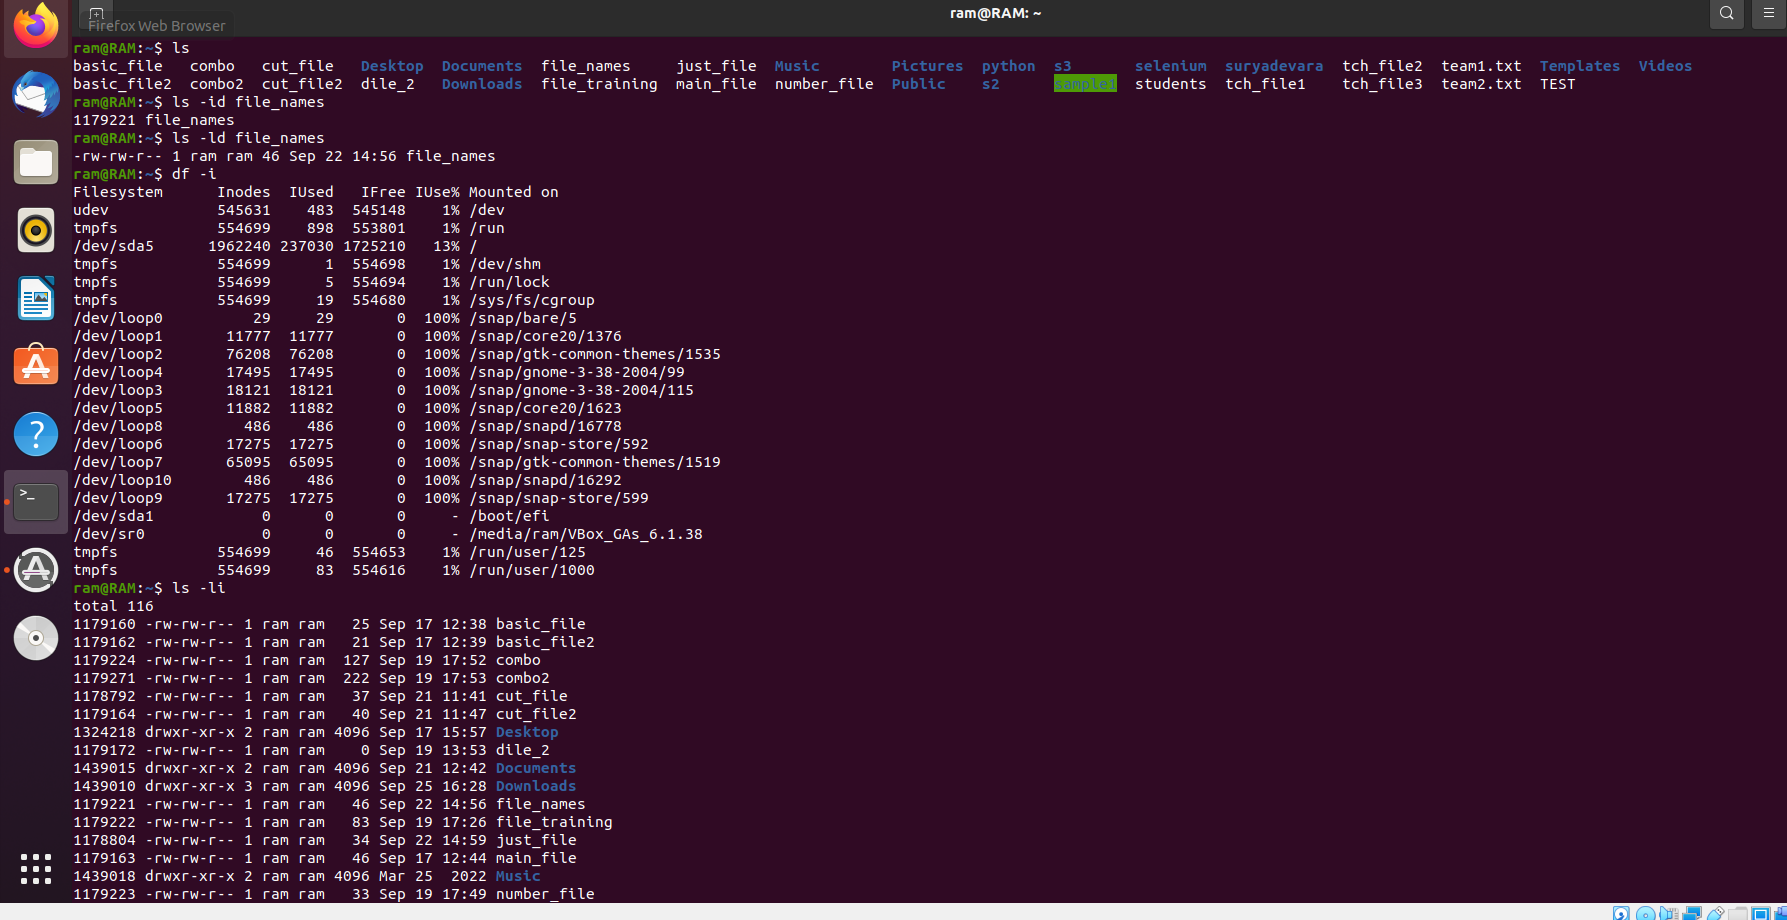 ram@RAM: ~
Firefox Web Browser
ram@RAM:~$ ls
basic_file   combo   cut_file   Desktop  Documents  file_names     just_file  Music        Pictures  python  s3       selenium  suryadevara  tch_file2  team1.txt  Templates  Videos
basic_file2  combo2  cut_file2  dile_2   Downloads  file_training  main_file  number_file  Public    s2      sample1  students  tch_file1    tch_file3  team2.txt  TEST
ram@RAM:~$ ls -id file_names
1179221 file_names
ram@RAM:~$ ls -ld file_names
-rw-rw-r-- 1 ram ram 46 Sep 22 14:56 file_names
ram@RAM:~$ df -i
Filesystem      Inodes  IUsed   IFree IUse% Mounted on
udev            545631    483  545148    1% /dev
tmpfs           554699    898  553801    1% /run
/dev/sda5      1962240 237030 1725210   13% /
tmpfs           554699      1  554698    1% /dev/shm
tmpfs           554699      5  554694    1% /run/lock
tmpfs           554699     19  554680    1% /sys/fs/cgroup
/dev/loop0          29     29       0  100% /snap/bare/5
/dev/loop1       11777  11777       0  100% /snap/core20/1376
/dev/loop2       76208  76208       0  100% /snap/gtk-common-themes/1535
/dev/loop4       17495  17495       0  100% /snap/gnome-3-38-2004/99
/dev/loop3       18121  18121       0  100% /snap/gnome-3-38-2004/115
/dev/loop5       11882  11882       0  100% /snap/core20/1623
/dev/loop8         486    486       0  100% /snap/snapd/16778
/dev/loop6       17275  17275       0  100% /snap/snap-store/592
/dev/loop7       65095  65095       0  100% /snap/gtk-common-themes/1519
/dev/loop10        486    486       0  100% /snap/snapd/16292
/dev/loop9       17275  17275       0  100% /snap/snap-store/599
/dev/sda1            0      0       0     - /boot/efi
/dev/sr0             0      0       0     - /media/ram/VBox_GAs_6.1.38
tmpfs           554699     46  554653    1% /run/user/125
tmpfs           554699     83  554616    1% /run/user/1000
ram@RAM:~$ ls -li
total 116
1179160 -rw-rw-r-- 1 ram ram   25 Sep 17 12:38 basic_file
1179162 -rw-rw-r-- 1 ram ram   21 Sep 17 12:39 basic_file2
1179224 -rw-rw-r-- 1 ram ram  127 Sep 19 17:52 combo
1179271 -rw-rw-r-- 1 ram ram  222 Sep 19 17:53 combo2
1178792 -rw-rw-r-- 1 ram ram   37 Sep 21 11:41 cut_file
1179164 -rw-rw-r-- 1 ram ram   40 Sep 21 11:47 cut_file2
1324218 drwxr-xr-x 2 ram ram 4096 Sep 17 15:57 Desktop
1179172 -rw-rw-r-- 1 ram ram    0 Sep 19 13:53 dile_2
1439015 drwxr-xr-x 2 ram ram 4096 Sep 21 12:42 Documents
1439010 drwxr-xr-x 3 ram ram 4096 Sep 25 16:28 Downloads
1179221 -rw-rw-r-- 1 ram ram   46 Sep 22 14:56 file_names
1179222 -rw-rw-r-- 1 ram ram   83 Sep 19 17:26 file_training
1178804 -rw-rw-r-- 1 ram ram   34 Sep 22 14:59 just_file
1179163 -rw-rw-r-- 1 ram ram   46 Sep 17 12:44 main_file
1439018 drwxr-xr-x 2 ram ram 4096 Mar 25  2022 Music
1179223 -rw-rw-r-- 1 ram ram   33 Sep 19 17:49 number_file